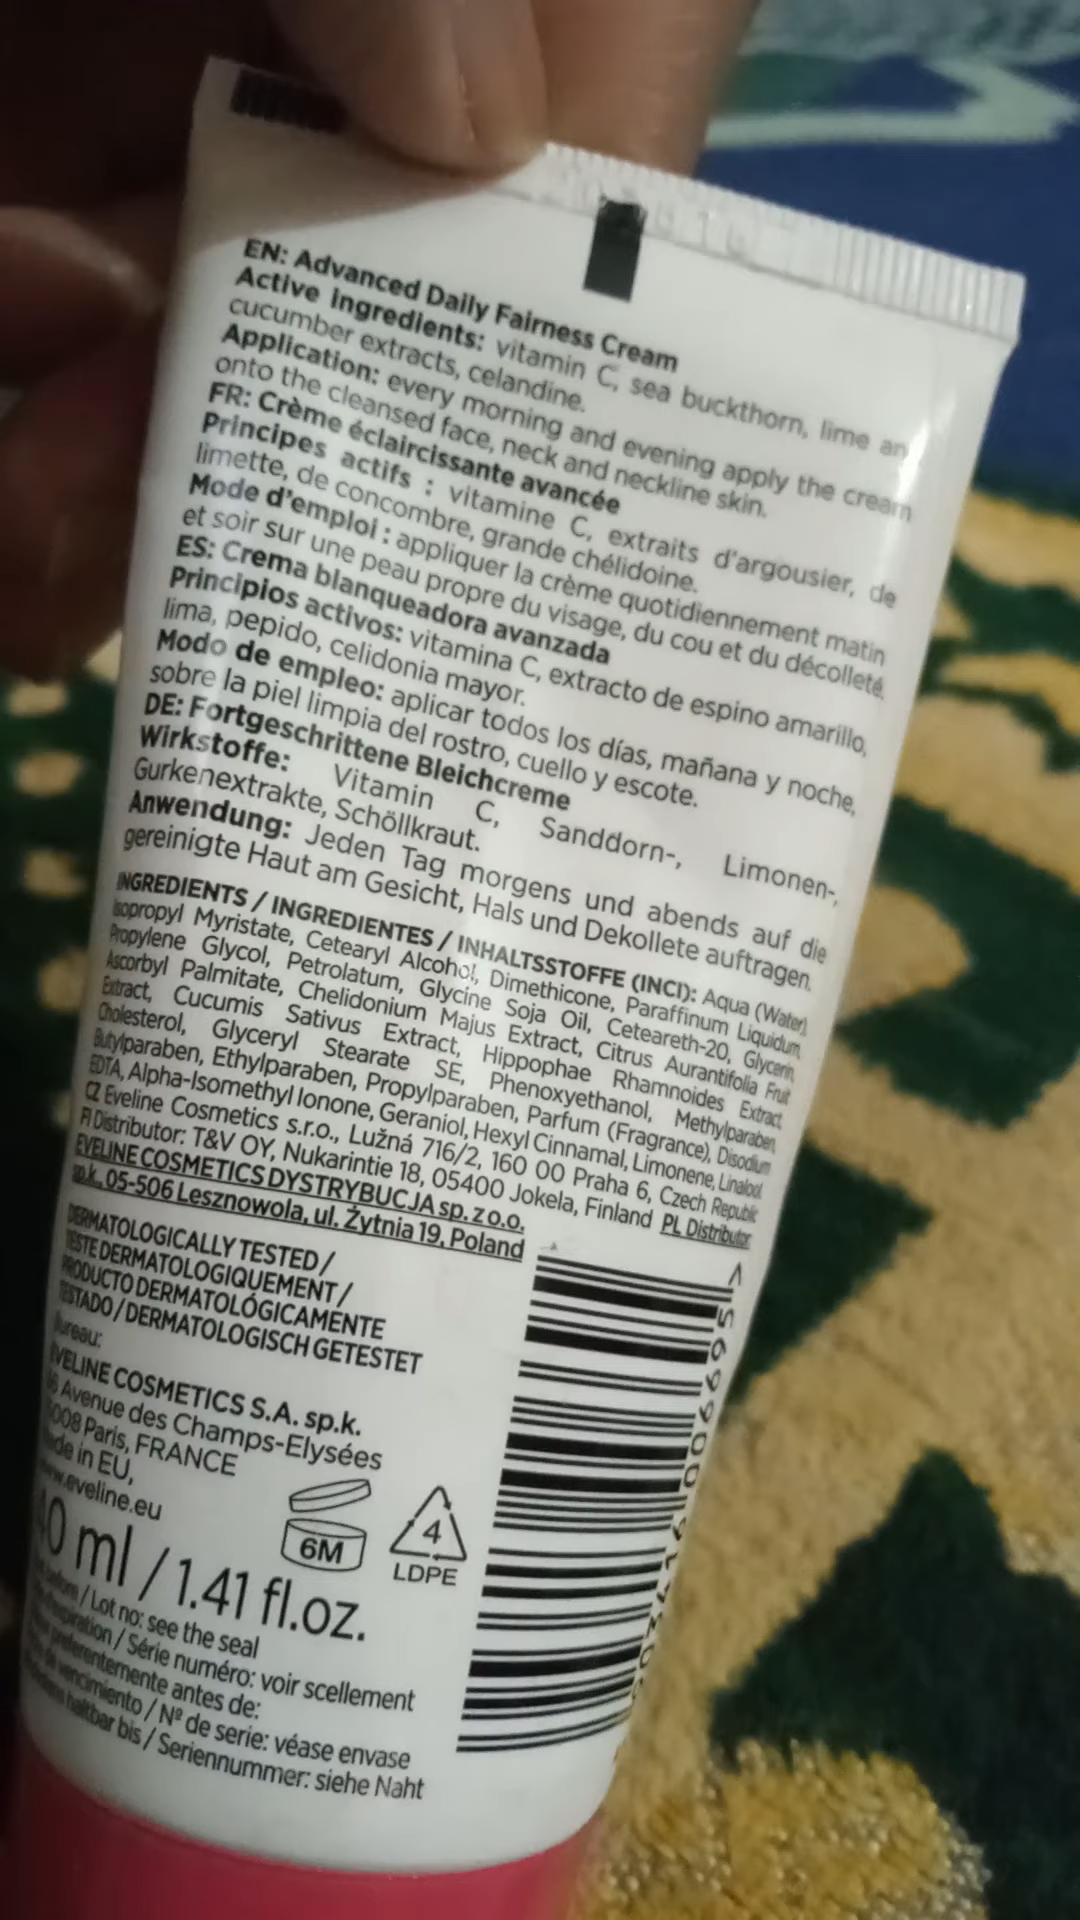 EN: Advanced Daily Fairness Cream
Active Ingredients: vitamin C, sea buckthorn, lime an
cucumber extracts, celandine.
Application: every morning and evening apply the cream
onto the cleansed face, neck and neckline skin.
FR: Crème éclaircissante avancée
Principes actifs : vitamine C, extraits d'argousier, de
limette, de concombre, grande chélidoine.
Mode d'emploi : appliquer la crème quotidiennement matin
et soir sur une peau propre du visage, du cou et du décolleté.
ES: Crema blanqueadora avanzada
Principios activos: vitamina C, extracto de espino amarillo,
lima, pepido, celidonia mayor.
Modo de empleo: aplicar todos los días, mañana y noche,
sobre la piel limpia del rostro, cuello y escote.
DE: Fortgeschrittene Bleichcreme
Wirkstoffe: Vitamin C, Sanddorn-, Limonen-,
Gurkenextrakte, Schöllkraut.
Anwendung: Jeden Tag morgens und abends auf die
gereinigte Haut am Gesicht, Hals und Dekollete auftragen.
INGREDIENTS / INGREDIENTES / INHALTSSTOFFE (INCI): Aqua (Water),
Isopropyl Myristate, Cetearyl Alcohol, Dimethicone, Paraffinum Liquidum,
Propylene Glycol, Petrolatum, Glycine Soja Oil, Ceteareth-20, Glycerin,
Ascorbyl Palmitate, Chelidonium Majus Extract, Citrus Aurantifolia Fruit
Extract, Cucumis Sativus Extract, Hippophae Rhamnoides Extract,
Cholesterol, Glyceryl Stearate SE, Phenoxyethanol, Methylparaben,
Butylparaben, Ethylparaben, Propylparaben, Parfum (Fragrance), Disodium
EDTA, Alpha-Isomethyl Ionone, Geraniol, Hexyl Cinnamal, Limonene, Linalool
CZ Eveline Cosmetics s.r.o., Lužná 716/2, 160 00 Praha 6, Czech Republic
FI Distributor: T&V OY, Nukarintie 18, 05400 Jokela, Finland PL Distributor
EVELINE COSMETICS DYSTRYBUCJA sp. z o.o.
sp.k., 05-506 Lesznowola, ul. Żytnia 19, Poland
DERMATOLOGICALLY TESTED /
TESTE DERMATOLOGIQUEMENT /
PRODUCTO DERMATOLÓGICAMENTE
TESTADO / DERMATOLOGISCH GETESTET
Bureau:
EVELINE COSMETICS S.A. sp.k.
Avenue des Champs-Elysées
Paris, FRANCE
in EU,
www.eveline.eu
6M
4
LDPE
ml / 1.41 fl.oz.
/ Lot no: see the seal
/ Série numéro: voir scellement
preferentemente antes de:
vencimiento / Nº de serie: véase envase
haltbar bis / Seriennummer: siehe Naht